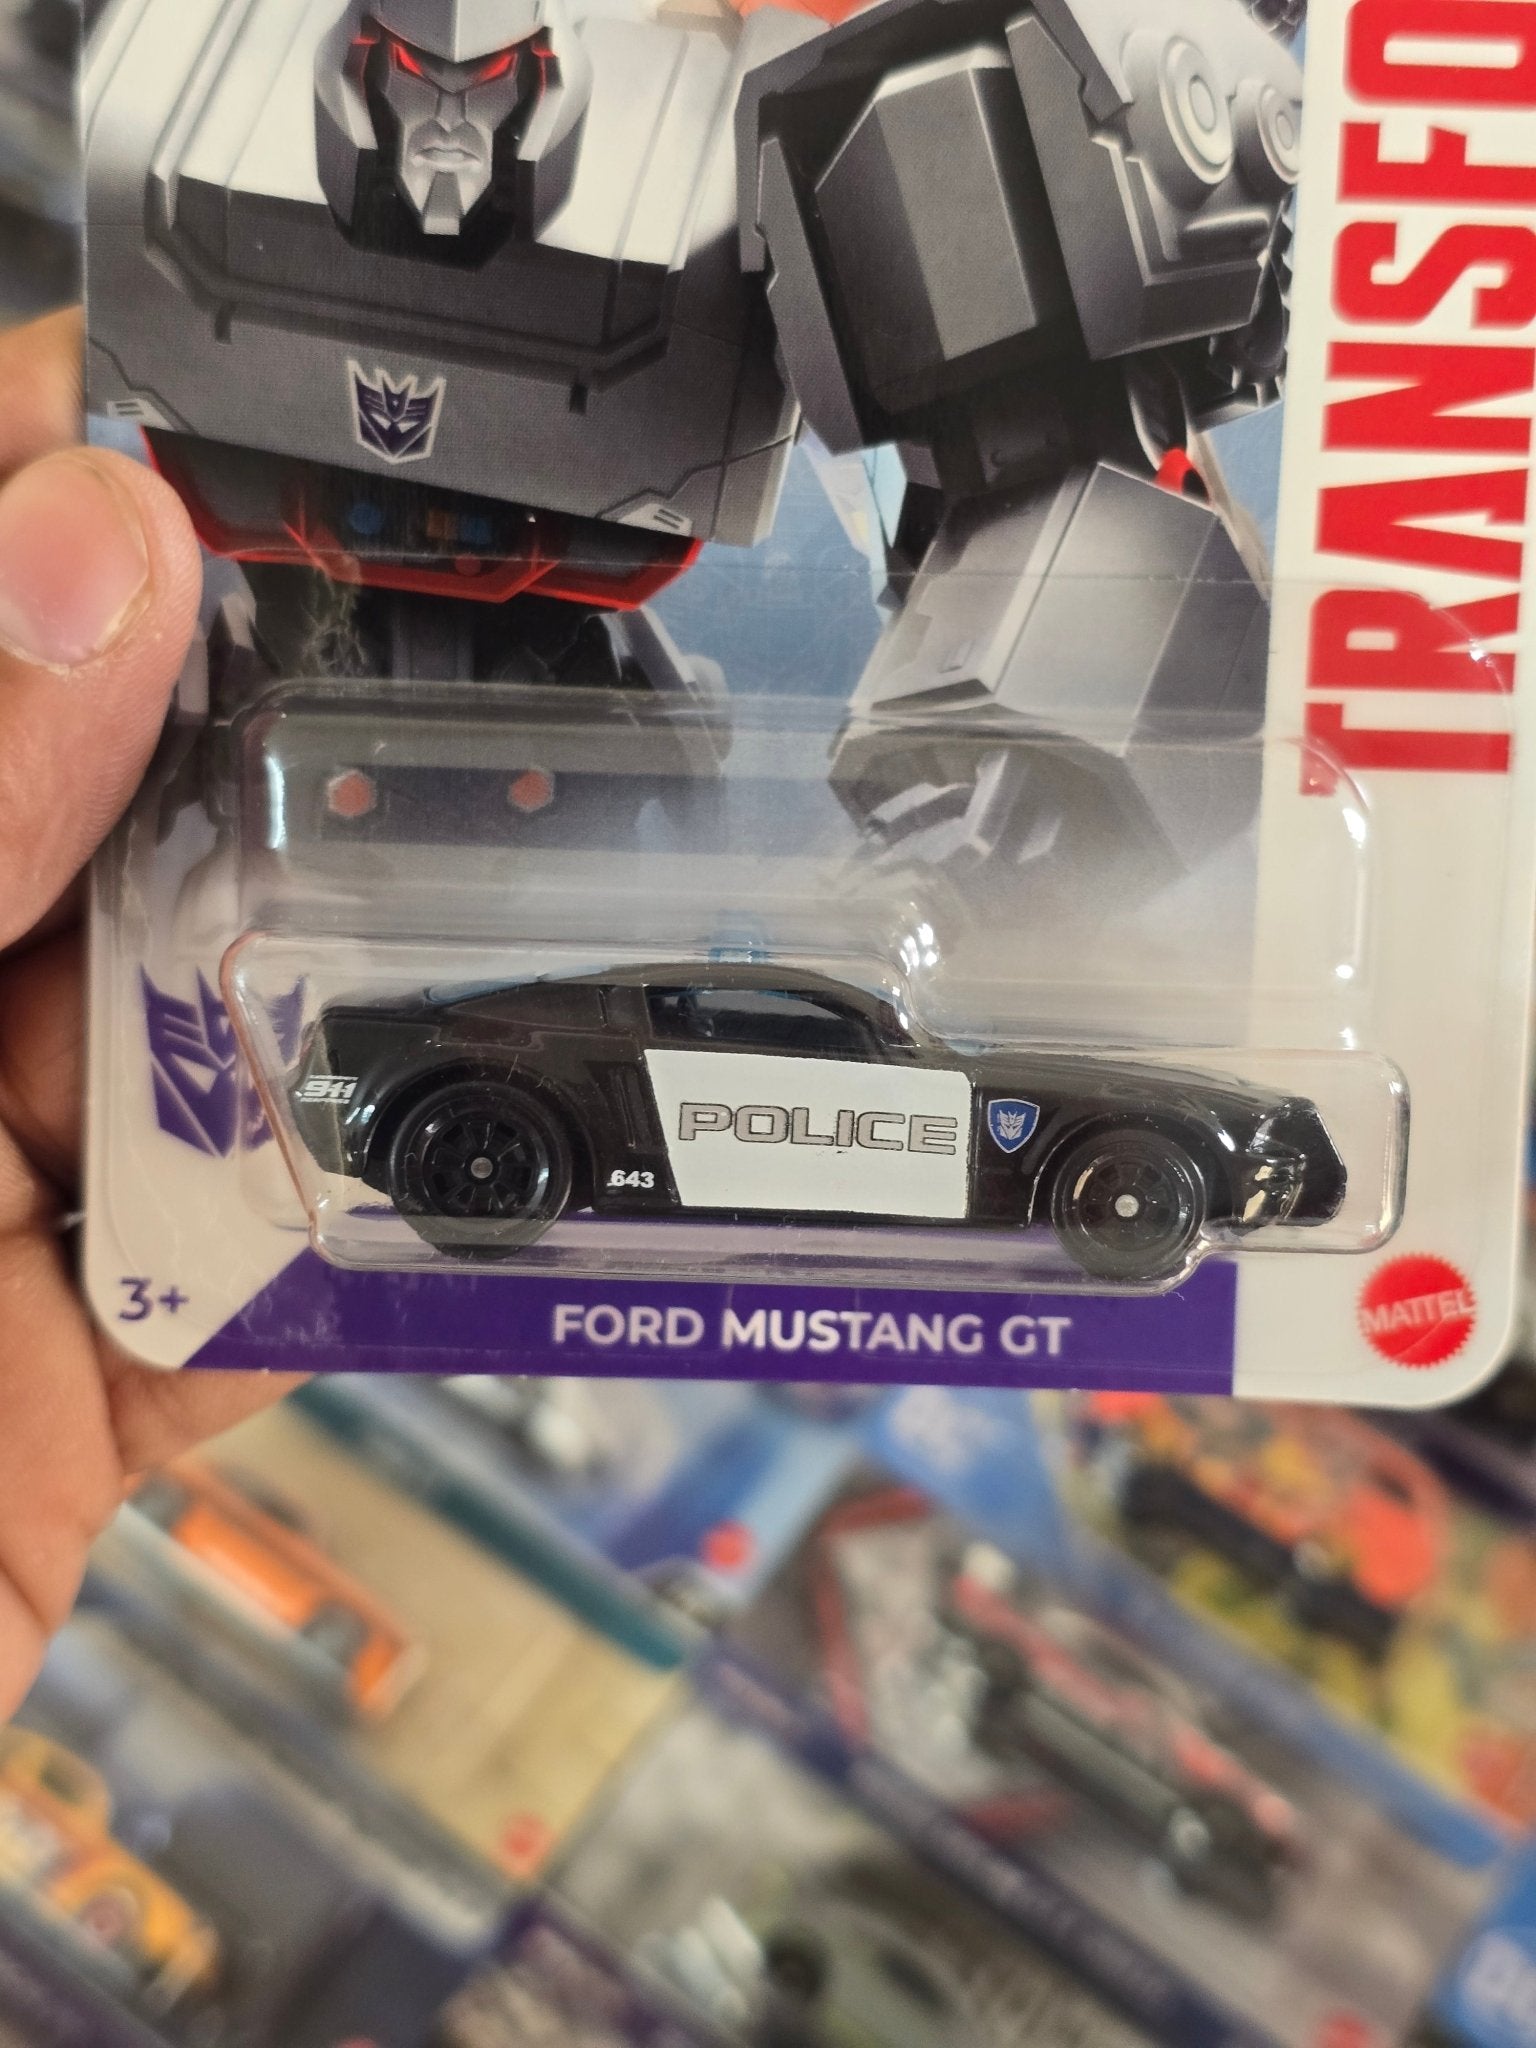 TRANSFO
911
POLICE
643
3+
FORD MUSTANG GT
MATTEL